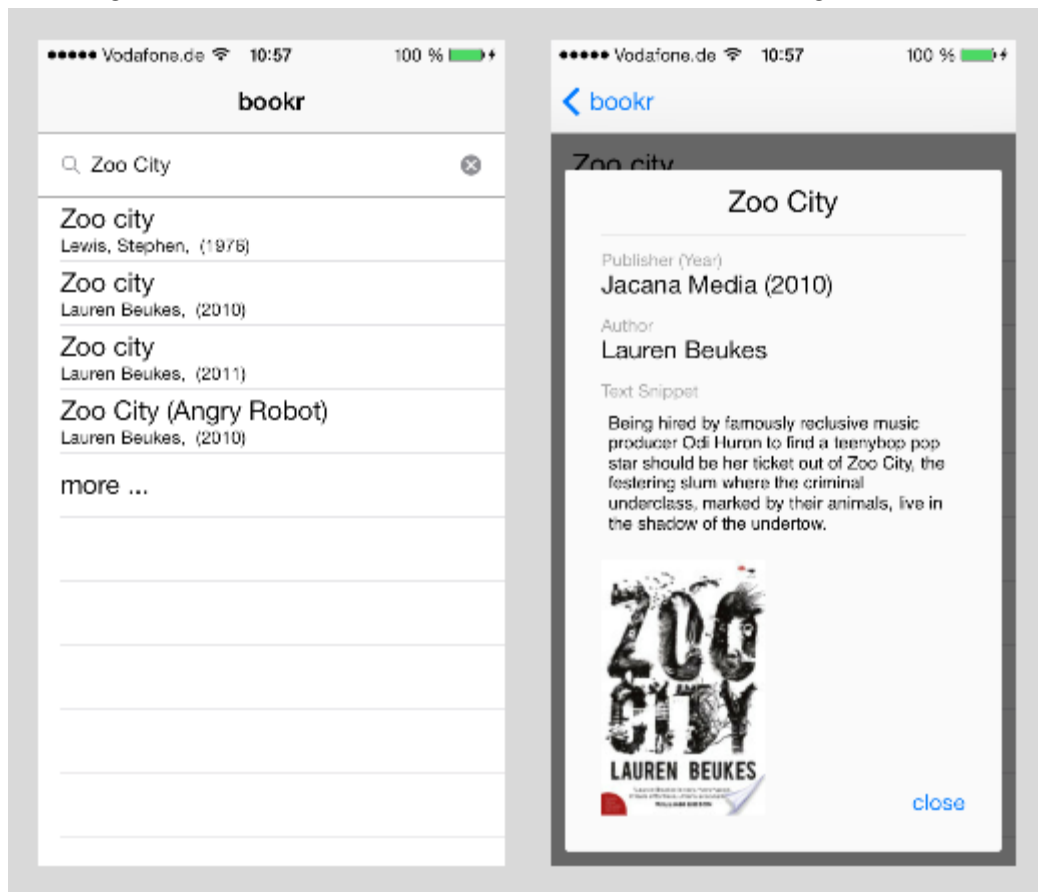 Vodafone.de 10:57 100 %
bookr
Zoo City
Zoo city
Lewis, Stephen, (1976)
Zoo city
Lauren Beukes, (2010)
Zoo city
Lauren Beukes, (2011)
Zoo City (Angry Robot)
Lauren Beukes, (2010)
more ...
Vodafone.de 10:57 100 %
bookr
Zoo city
Zoo City
Publisher (Year)
Jacana Media (2010)
Author
Lauren Beukes
Text Snippet
Being hired by famously reclusive music
producer Odi Huron to find a teenybop pop
star should be her ticket out of Zoo City, the
festering slum where the criminal
underclass, marked by their animals, live in
the shadow of the undertow.
ZOO
CITY
LAUREN BEUKES
WILLIAM GIBSON
close